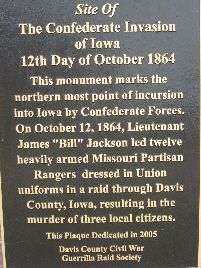 Site Of
The Confederate Invasion
of Iowa
12th Day of October 1864
This monument marks the
northern most point of incursion
into Iowa by Confederate Forces.
On October 12, 1864, Lieutenant
James "Bill" Jackson led twelve
heavily armed Missouri Partisan
Rangers dressed in Union
uniforms in a raid through Davis
County, Iowa, resulting in the
murder of three local citizens.
This Plaque Dedicated in 2005
Davis County Civil War
Guerrilla Raid Society